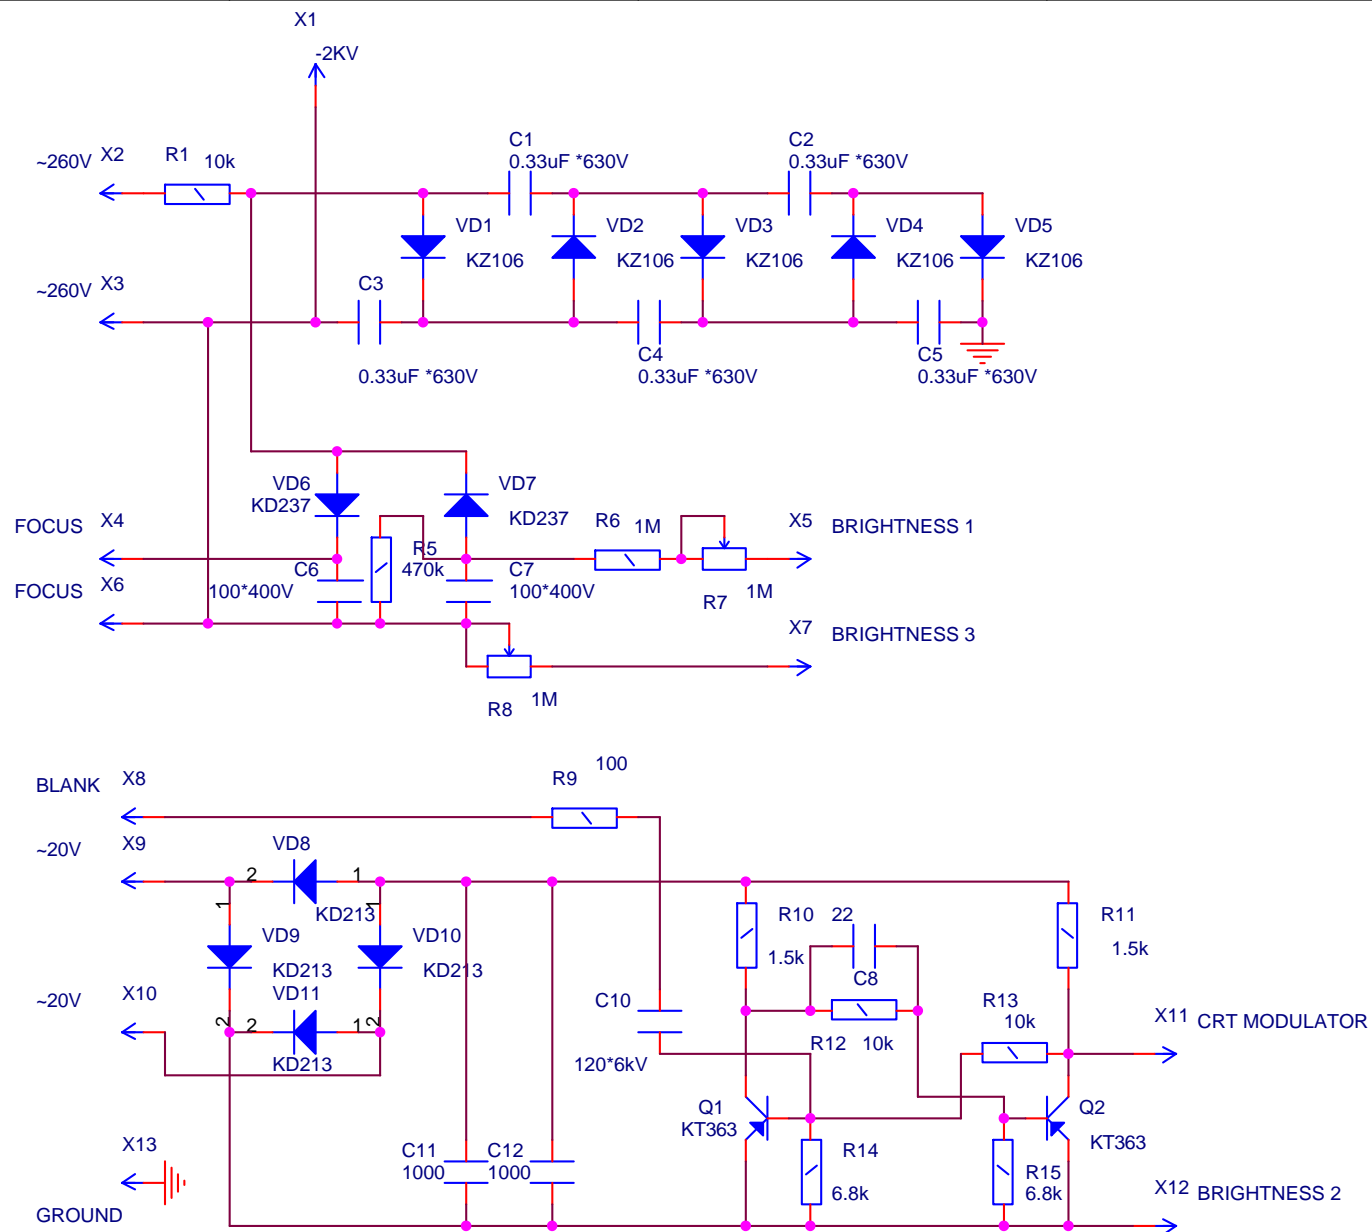 X1
-2KV
~260V X2 R1 10k
C1
0.33uF *630V
C2
0.33uF *630V
VD1
KZ106
VD2
KZ106
VD3
KZ106
VD4
KZ106
VD5
KZ106
~260V X3
C3
0.33uF *630V
C4
0.33uF *630V
C5
0.33uF *630V
VD6
KD237
VD7
KD237
FOCUS X4
R5
470k
R6 1M
X5 BRIGHTNESS 1
C6
100*400V
C7
100*400V
FOCUS X6
R7 1M
X7 BRIGHTNESS 3
R8 1M
BLANK X8
R9 100
~20V X9
VD8
2 1
KD213
1
1
VD9
KD213
VD10
KD213
R10 22
1.5k
C8
R11
1.5k
~20V X10
VD11
2 2 1 2
KD213
C10
120*6kV
R12 10k
R13
10k
X11 CRT MODULATOR
Q1
KT363
Q2
KT363
X13
GROUND
C11
1000
C12
1000
R14
6.8k
R15
6.8k
X12 BRIGHTNESS 2